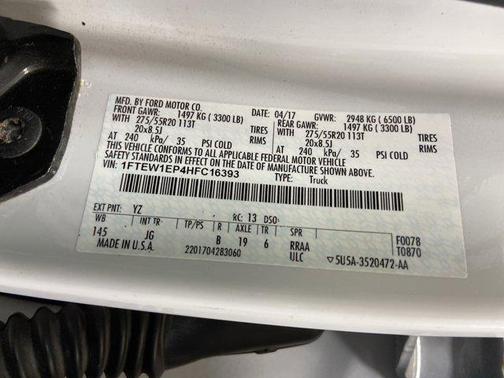 MFD. BY FORD MOTOR CO.
04/17 GVWR: 2948 KG ( 6500 LB)
FRONT GAWR: 1497 KG ( 3300 LB) REAR GAWR: 1497 KG ( 3300 LB)
WITH 275/55R20 113T TIRES WITH 275/55R20 113T TIRES
20x8.5J RIMS 20x8.5J RIMS
AT 240 kPa/ 35 PSI COLD AT 240 kPa/ 35 PSI COLD
THIS VEHICLE CONFORMS TO ALL APPLICABLE FEDERAL MOTOR VEHICLE
SAFETY AND THEFT PREVENTION STANDARDS IN EFFECT ON THE DATE
OF MANUFACTURE SHOWN ABOVE.
VIN: 1FTEW1EP4HFC16393
TYPE: Truck
EXT PNT: YZ RC: 13 DSO:
WB INT TR TP/PS R AXLE TR SPR
145 JG B 19 6 RRAA F0078
ULC T0870
MADE IN U.S.A. 2201704283060 ▽5U5A-3520472-AA